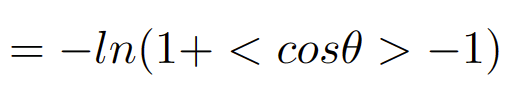 = −ln(1+ < cosθ > −1)